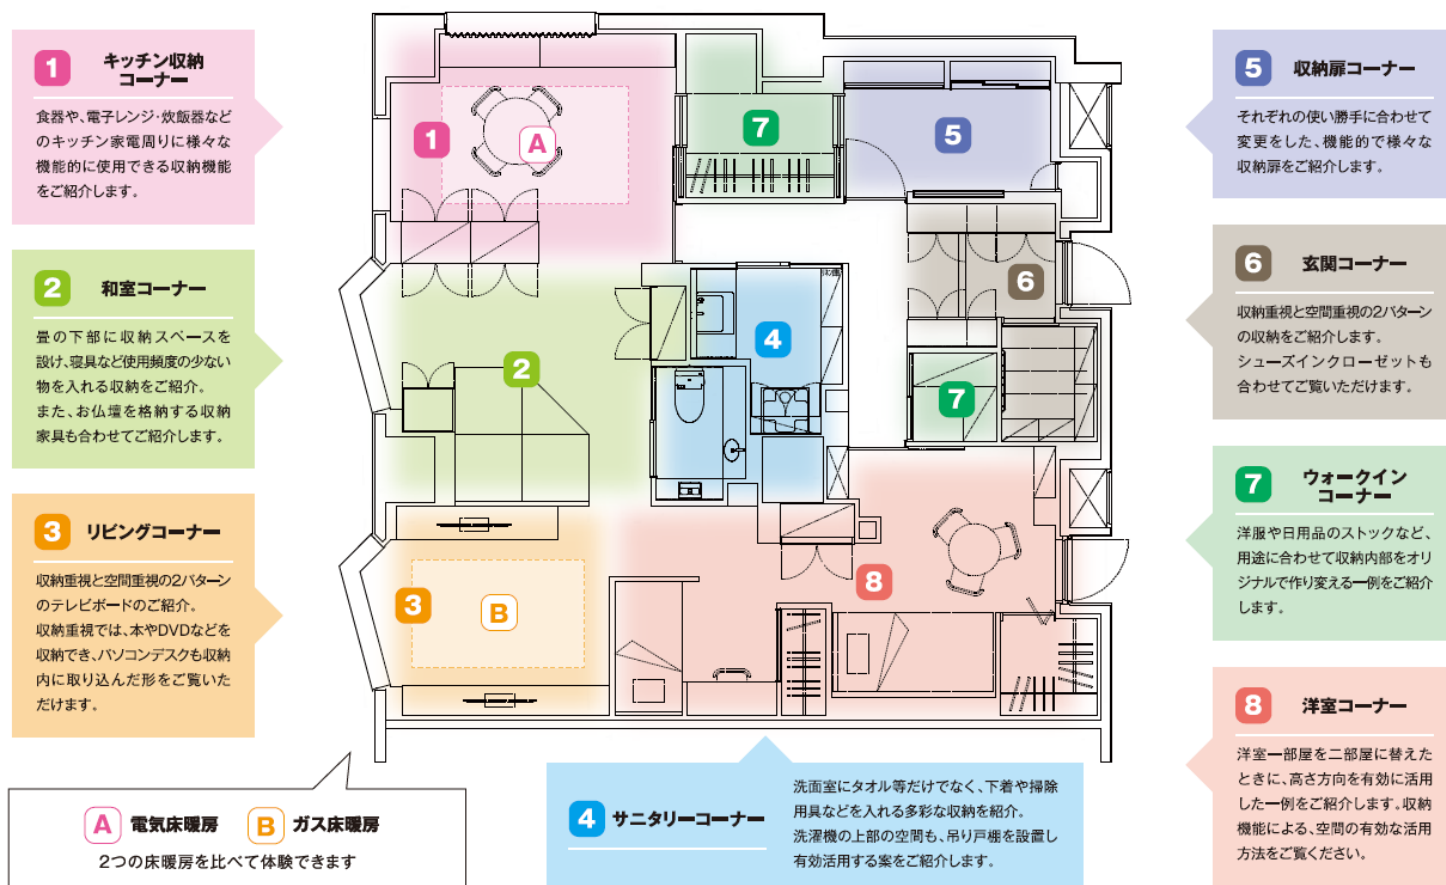 1
キッチン収納
コーナー
食器や、電子レンジ・炊飯器など
のキッチン家電周りに様々な
機能的に使用できる収納機能
をご紹介します。
2
和室コーナー
畳の下部に収納スペースを
設け、寝具など使用頻度の少ない
物を入れる収納をご紹介。
また、お仏壇を格納する収納
家具も合わせてご紹介します。
3
リビングコーナー
収納重視と空間重視の2パターン
のテレビボードのご紹介。
収納重視では、本やDVDなどを
収納でき、パソコンデスクも収納
内に取り込んだ形をご覧いた
だけます。
A 電気床暖房 B ガス床暖房
2つの床暖房を比べて体験できます
1
A
7
5
6
4
2
7
3
B
8
4
サニタリーコーナー
洗面室にタオル等だけでなく、下着や掃除
用具などを入れる多彩な収納を紹介。
洗濯機の上部の空間も、吊り戸棚を設置し
有効活用する案をご紹介します。
5
収納扉コーナー
それぞれの使い勝手に合わせて
変更をした、機能的で様々な
収納扉をご紹介します。
6
玄関コーナー
収納重視と空間重視の2パターン
の収納をご紹介します。
シューズインクローゼットも
合わせてご覧いただけます。
7
ウォークイン
コーナー
洋服や日用品のストックなど、
用途に合わせて収納内部をオリ
ジナルで作り変える一例をご紹介
します。
8
洋室コーナー
洋室一部屋を二部屋に替えた
ときに、高さ方向を有効に活用
した一例をご紹介します。収納
機能による、空間の有効な活用
方法をご覧ください。